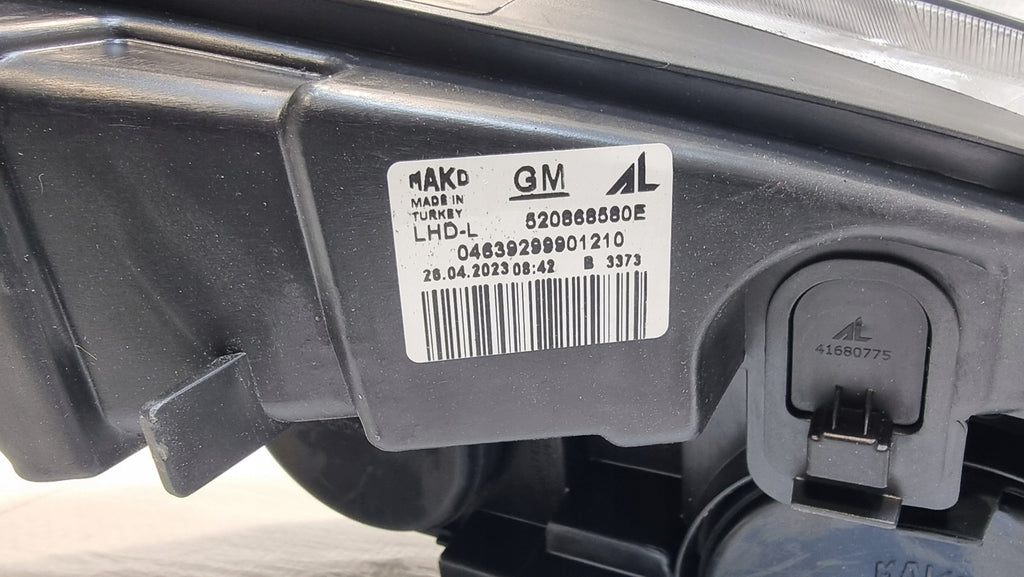 MAKO GM AL
MADE IN
TURKEY
LHD-L 520868580E
04639299901210
26.04.2023 08:42 B 3373
AL
41680775